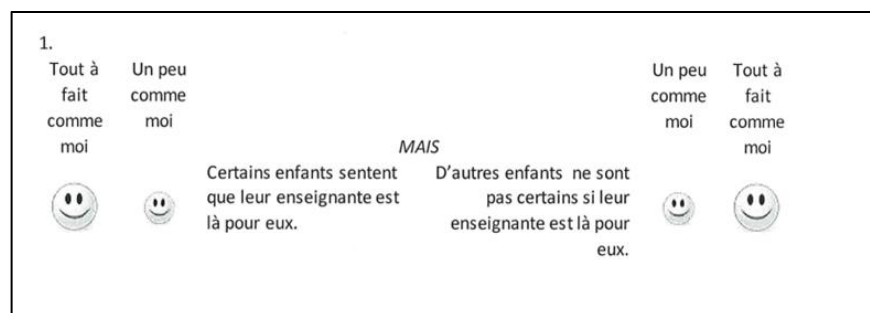 1.
Tout à
fait
comme
moi
Un peu
comme
moi
MAIS
Certains enfants sentent
que leur enseignante est
là pour eux.
D'autres enfants ne sont
pas certains si leur
enseignante est là pour
eux.
Un peu
comme
moi
Tout à
fait
comme
moi